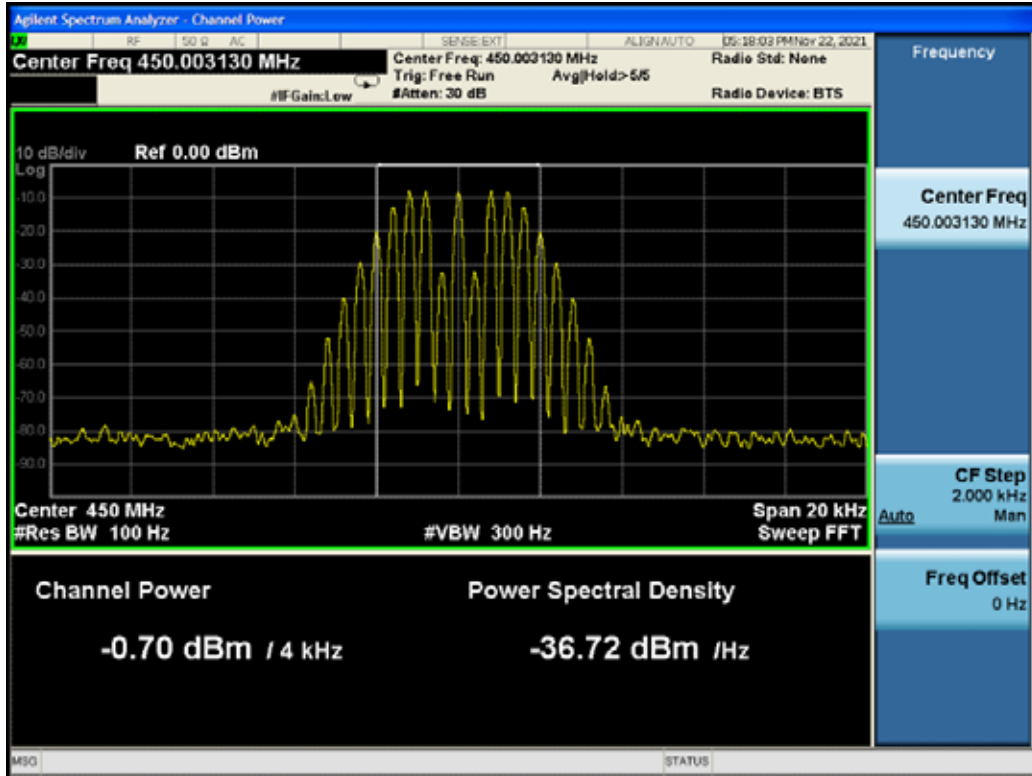 Agilent Spectrum Analyzer - Channel Power
RF 50 Ω AC SENSE:EXT ALIGNAUTO 05:18:03 PM Nov 22, 2021
Center Freq 450.003130 MHz
Center Freq: 450.003130 MHz
Radio Std: None
Trig: Free Run Avg|Hold:>5/5
#IFGain:Low
#Atten: 30 dB
Radio Device: BTS
10 dB/div Ref 0.00 dBm
Log
-10.0
-20.0
-30.0
-40.0
-50.0
-60.0
-70.0
-80.0
-90.0
Center 450 MHz Span 20 kHz
#Res BW 100 Hz #VBW 300 Hz Sweep FFT
Channel Power Power Spectral Density
-0.70 dBm / 4 kHz -36.72 dBm /Hz
Frequency
Center Freq
450.003130 MHz
CF Step
2.000 kHz
Auto Man
Freq Offset
0 Hz
MSG STATUS